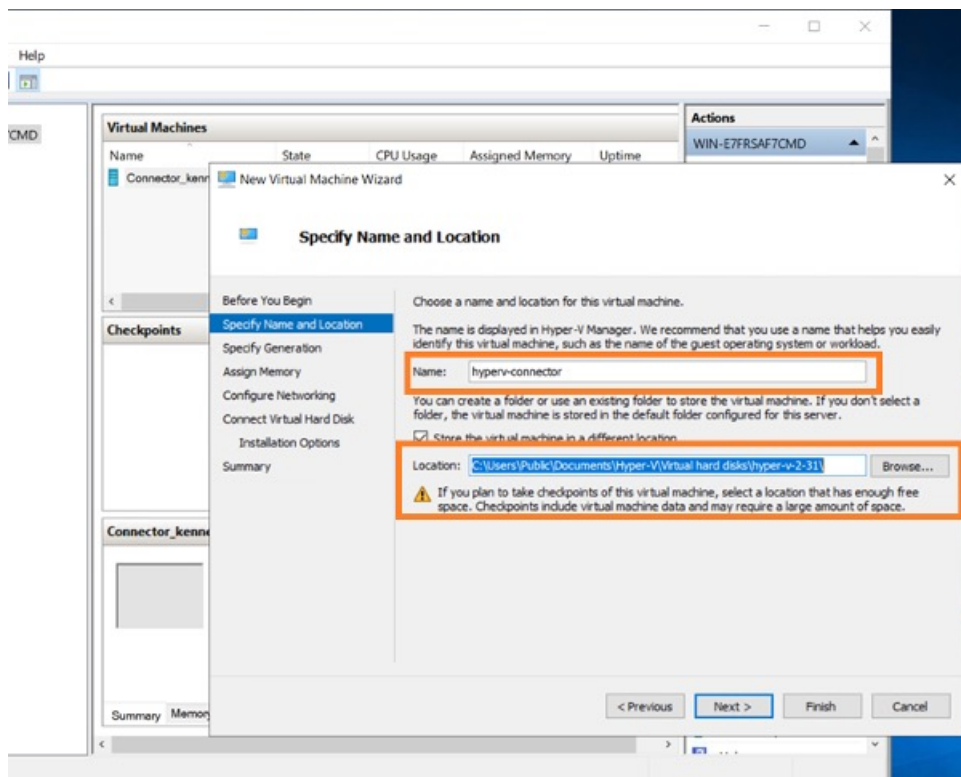 Help
CMD
Virtual Machines
Name State CPU Usage Assigned Memory Uptime
Connector_kenn
Actions
WIN-E7FRSAF7CMD
New Virtual Machine Wizard
Specify Name and Location
Before You Begin
Specify Name and Location
Specify Generation
Assign Memory
Configure Networking
Connect Virtual Hard Disk
Installation Options
Summary
Choose a name and location for this virtual machine.
The name is displayed in Hyper-V Manager. We recommend that you use a name that helps you easily
identify this virtual machine, such as the name of the guest operating system or workload.
Name: hyperv-connector
You can create a folder or use an existing folder to store the virtual machine. If you don't select a
folder, the virtual machine is stored in the default folder configured for this server.
Store the virtual machine in a different location
Location: C:\Users\Public\Documents\Hyper-V\Virtual hard disks\hyper-v-2-31\ Browse...
If you plan to take checkpoints of this virtual machine, select a location that has enough free
space. Checkpoints include virtual machine data and may require a large amount of space.
< Previous Next > Finish Cancel
Checkpoints
Connector_kenne
Summary Memory